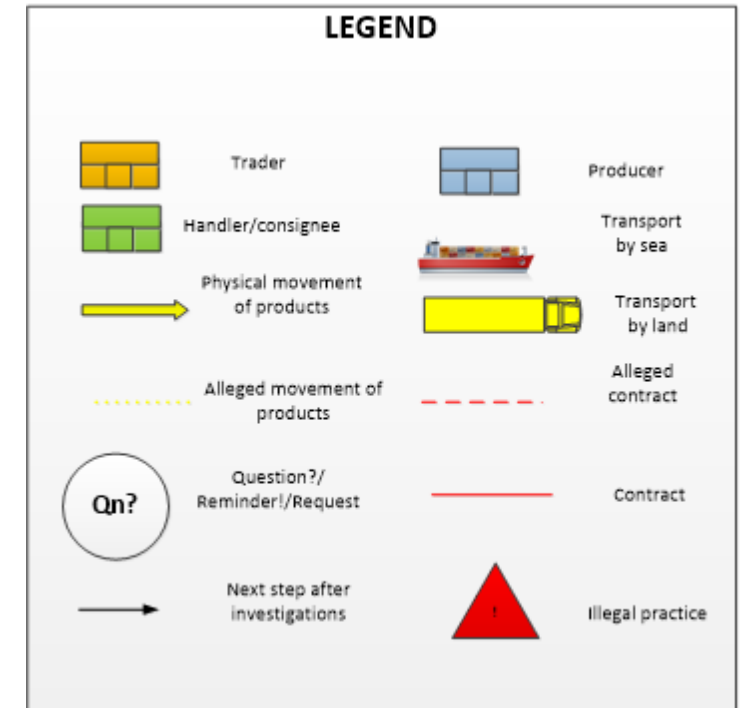 LEGEND
Trader
Producer
Handler/consignee
Transport
by sea
Physical movement
of products
Transport
by land
Alleged movement of
products
Alleged
contract
Qn?
Question?/
Reminder!/Request
Contract
Next step after
investigations
!
Illegal practice